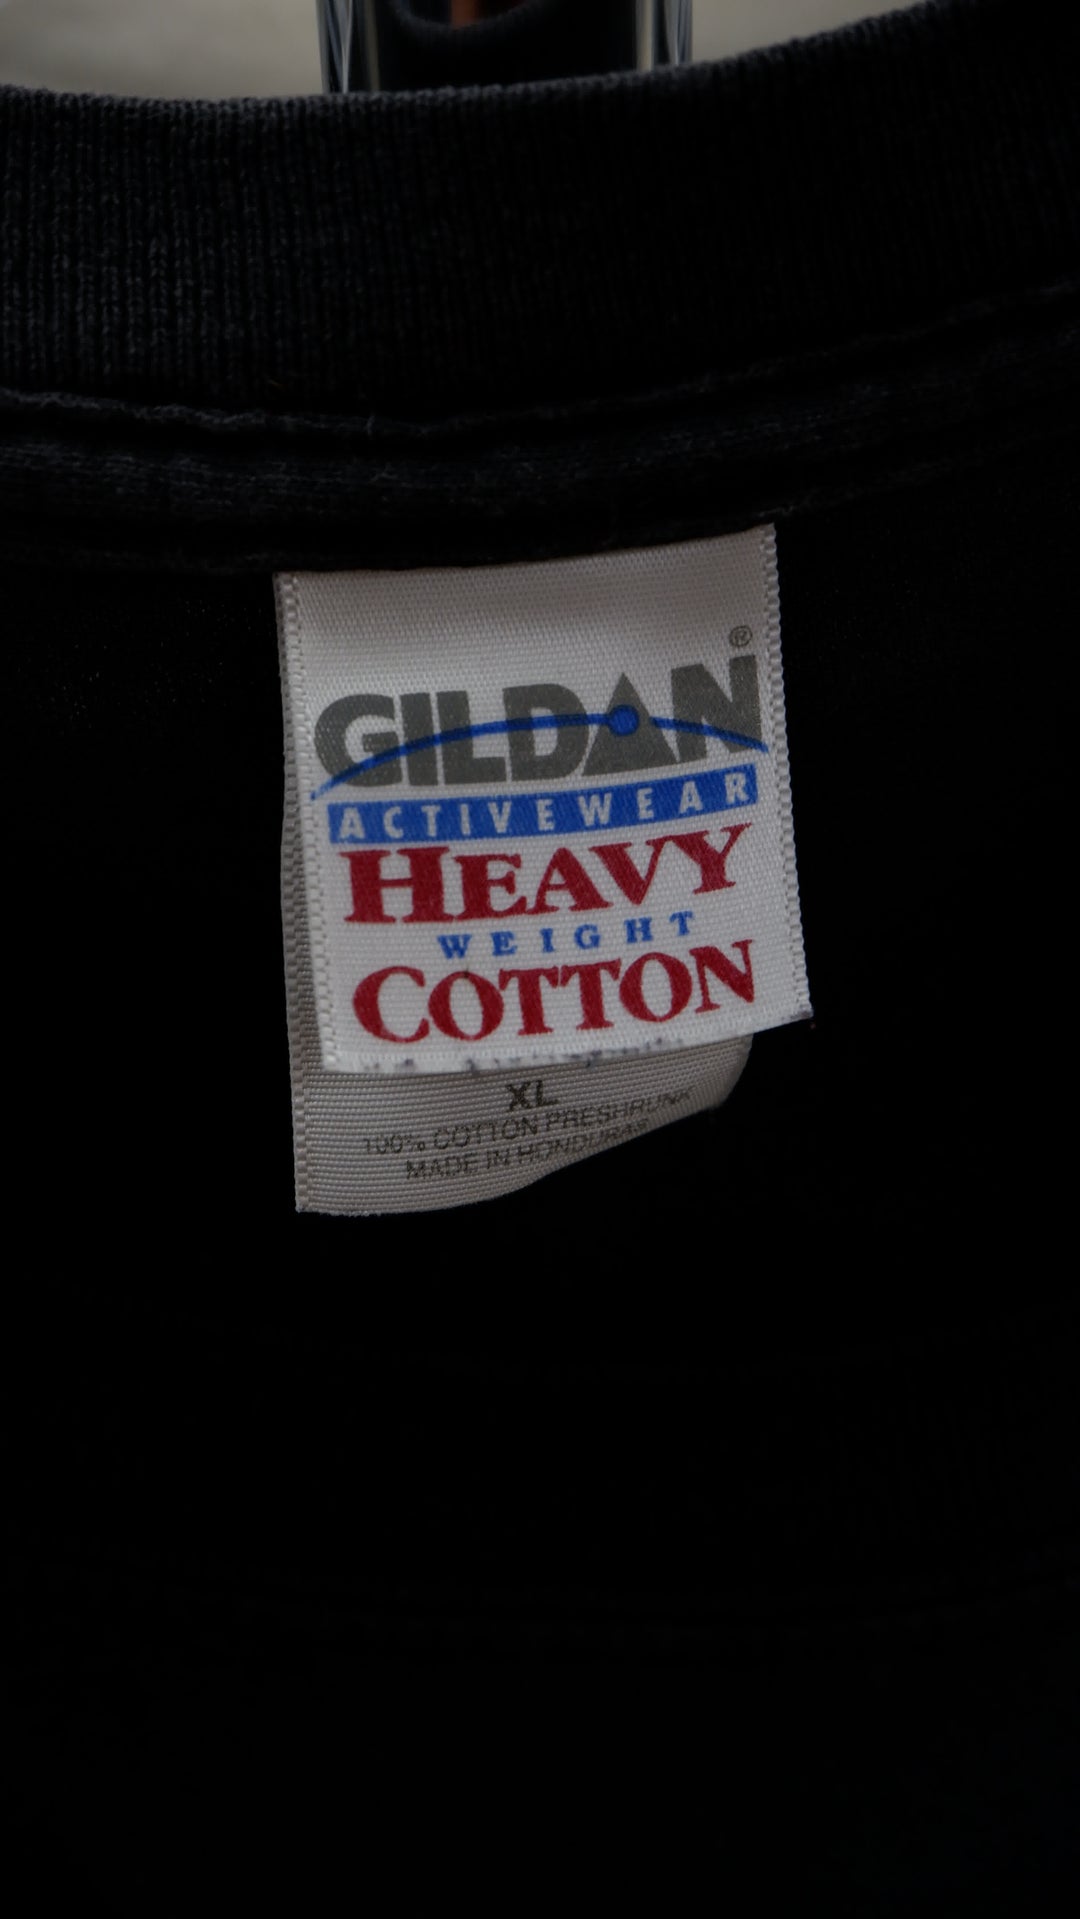 GILDAN®
ACTIVEWEAR
HEAVY
WEIGHT
COTTON
XL
100% COTTON PRESHRUNK
MADE IN HONDURAS